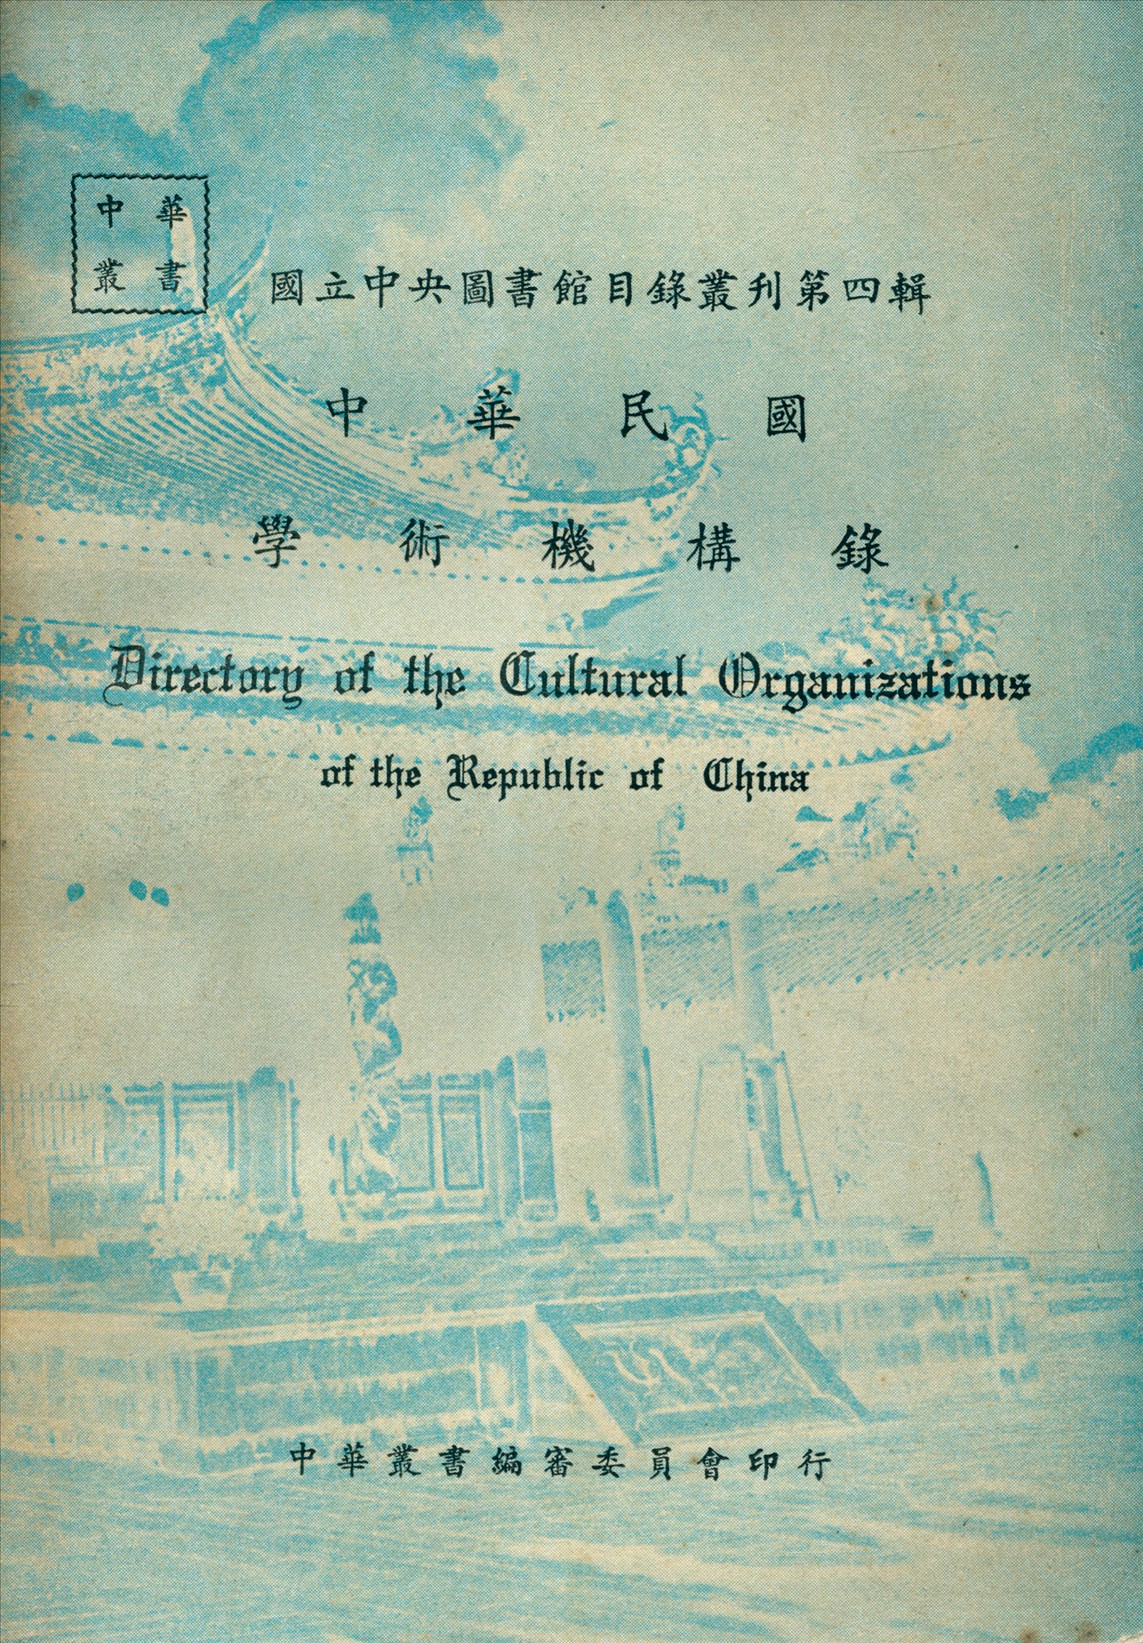 中華
叢書
國立中央圖書館目錄叢刊第四輯
中華民國
學術機構錄
Directory of the Cultural Organizations
of the Republic of China
中華叢書編審委員會印行